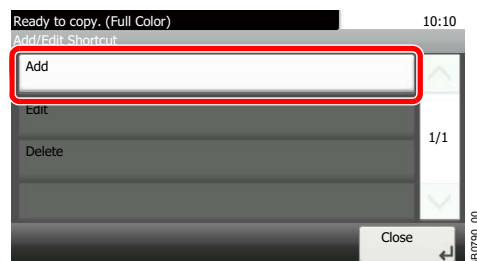 Ready to copy. (Full Color) 10:10
Add/Edit Shortcut
Add
Edit
1/1
Delete
Close